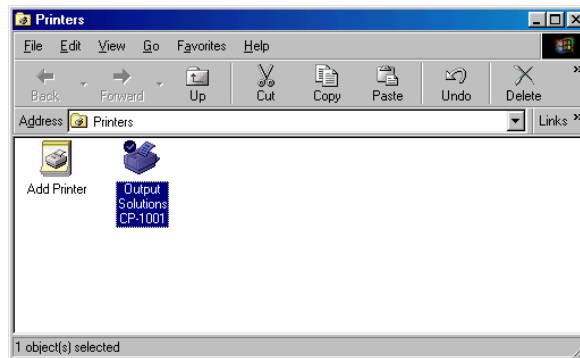 Printers
File Edit View Go Favorites Help
Back Forward Up Cut Copy Paste Undo Delete »
Address Printers Links »
Add Printer
Output
Solutions
CP-1001
1 object(s) selected